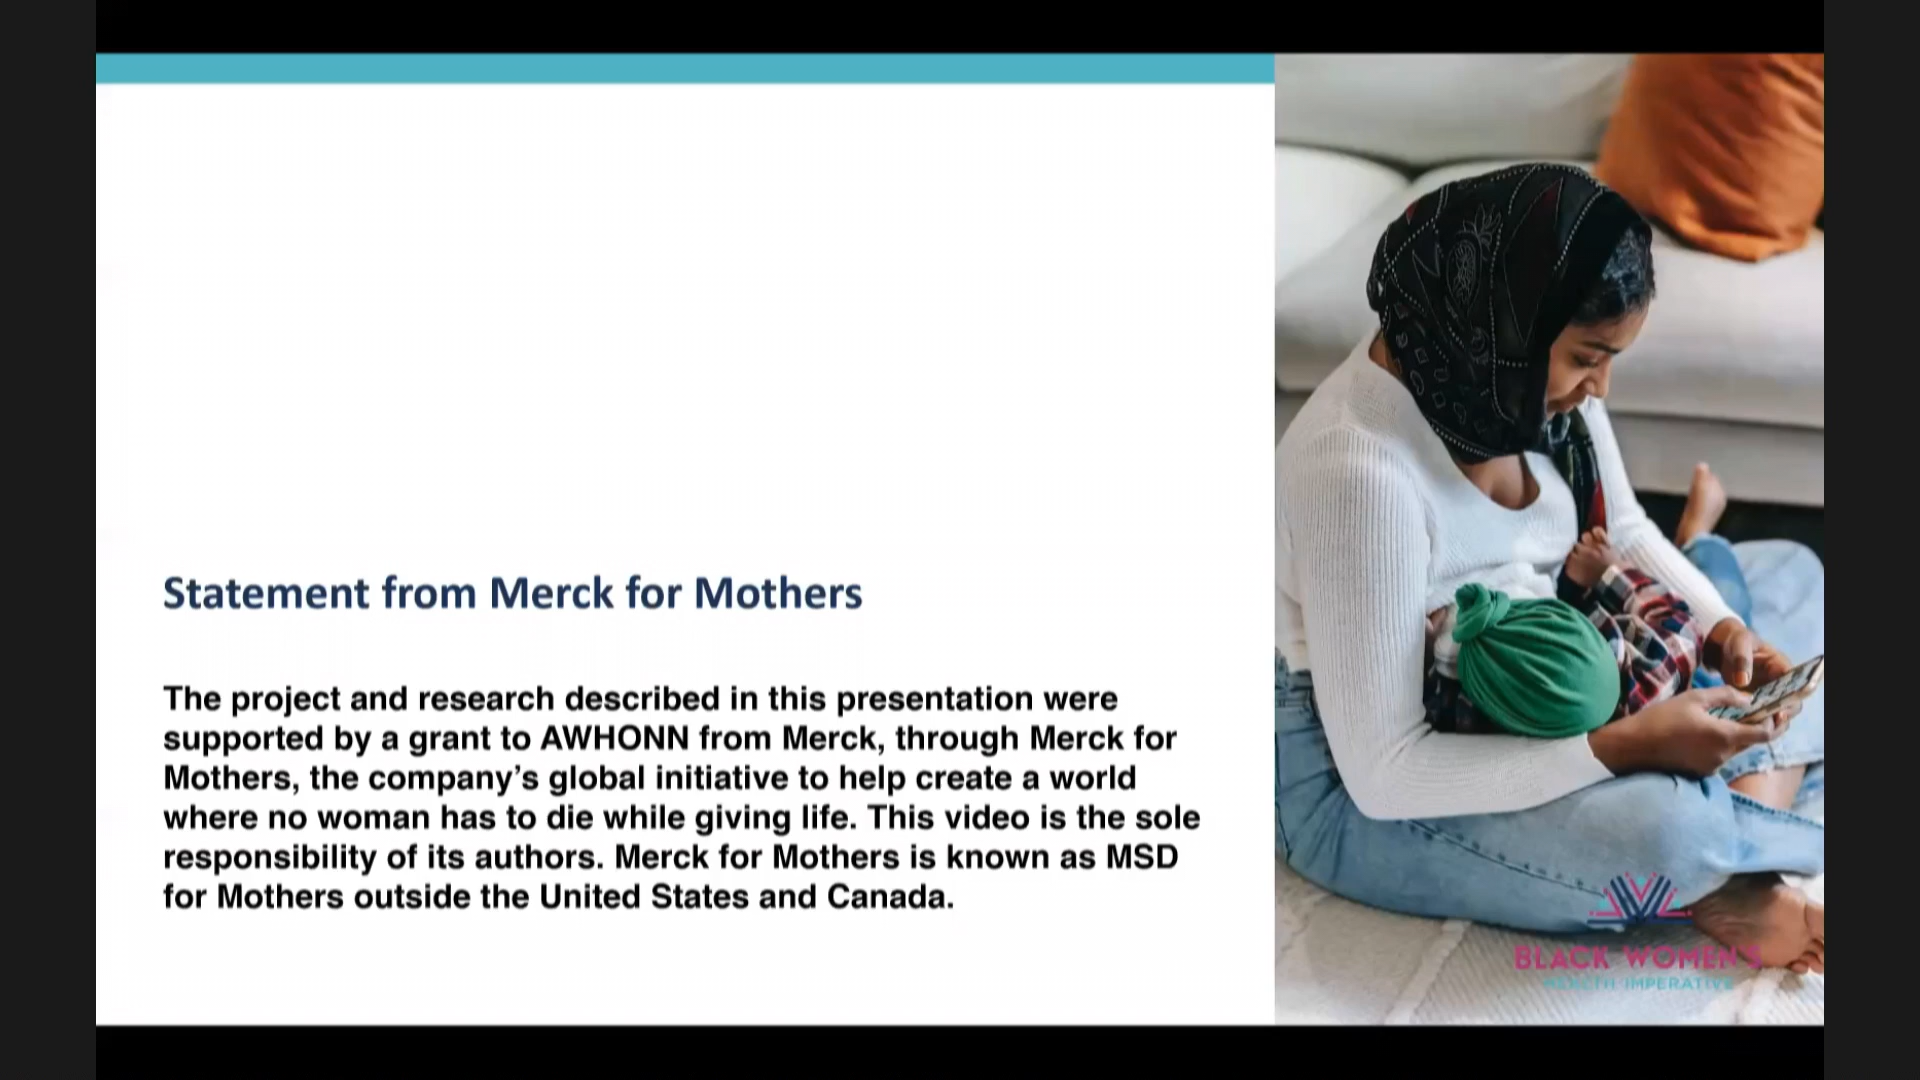 Statement from Merck for Mothers
The project and research described in this presentation were
supported by a grant to AWHONN from Merck, through Merck for
Mothers, the company’s global initiative to help create a world
where no woman has to die while giving life. This video is the sole
responsibility of its authors. Merck for Mothers is known as MSD
for Mothers outside the United States and Canada.
BLACK WOMEN'S
HEALTH IMPERATIVE